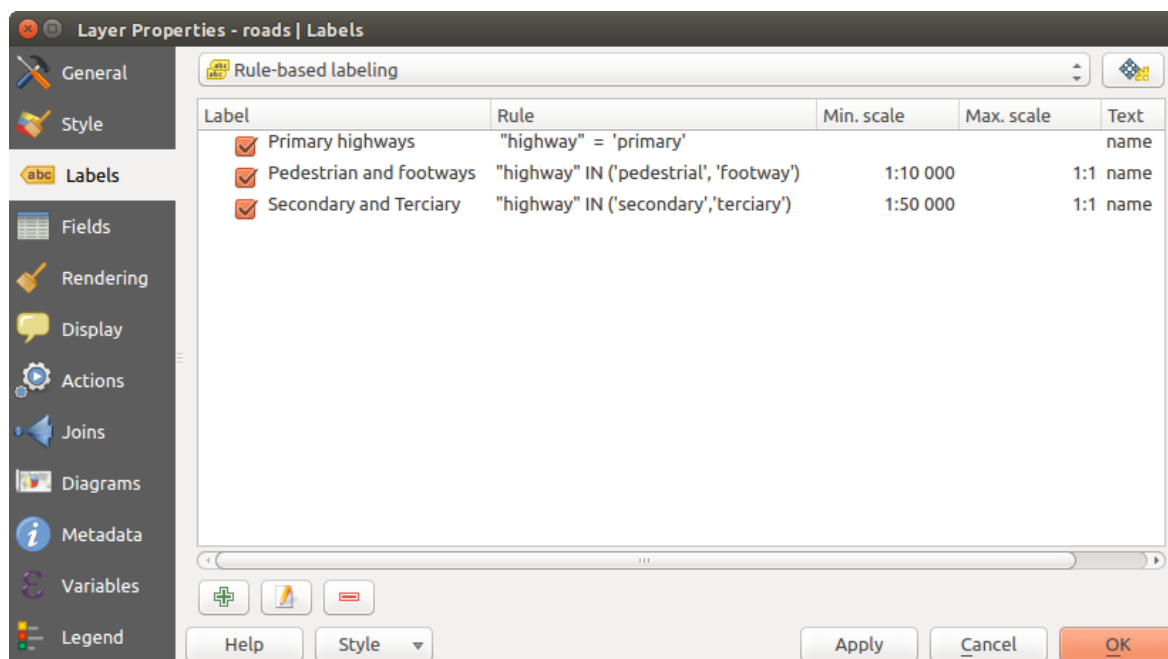 Layer Properties - roads | Labels
General
Style
Labels
Fields
Rendering
Display
Actions
Joins
Diagrams
Metadata
Variables
Legend
Rule-based labeling
Label Rule Min. scale Max. scale Text
Primary highways "highway" = 'primary' name
Pedestrian and footways "highway" IN ('pedestrial', 'footway') 1:10 000 1:1 name
Secondary and Terciary "highway" IN ('secondary','terciary') 1:50 000 1:1 name
Help Style Apply Cancel OK